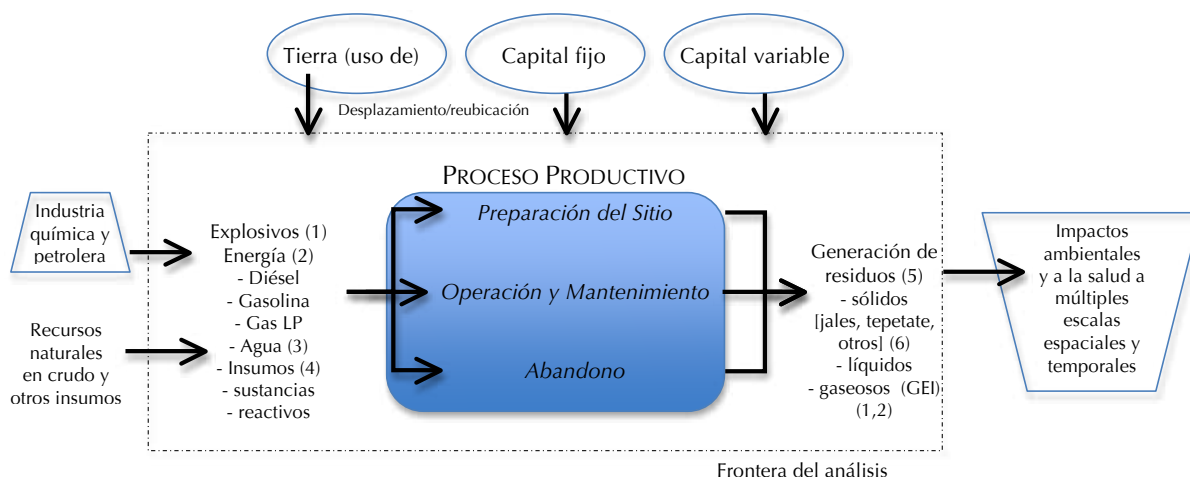 Tierra (uso de)
Capital fijo
Capital variable
Desplazamiento/reubicación
PROCESO PRODUCTIVO
Industria
química y
petrolera
Recursos
naturales
en crudo y
otros insumos
Explosivos (1)
Energía (2)
- Diésel
- Gasolina
- Gas LP
- Agua (3)
- Insumos (4)
- sustancias
- reactivos
Preparación del Sitio
Operación y Mantenimiento
Abandono
Generación de
residuos (5)
- sólidos
[jales, tepetate,
otros] (6)
- líquidos
- gaseosos (GEI)
(1,2)
Impactos
ambientales
y a la salud a
múltiples
escalas
espaciales y
temporales
Frontera del análisis